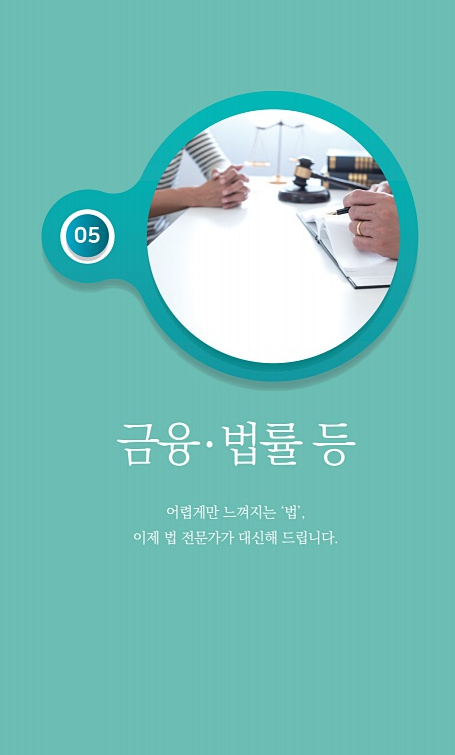 05
금융·법률 등
어렵게만 느껴지는 '법',
이제 법 전문가가 대신해 드립니다.